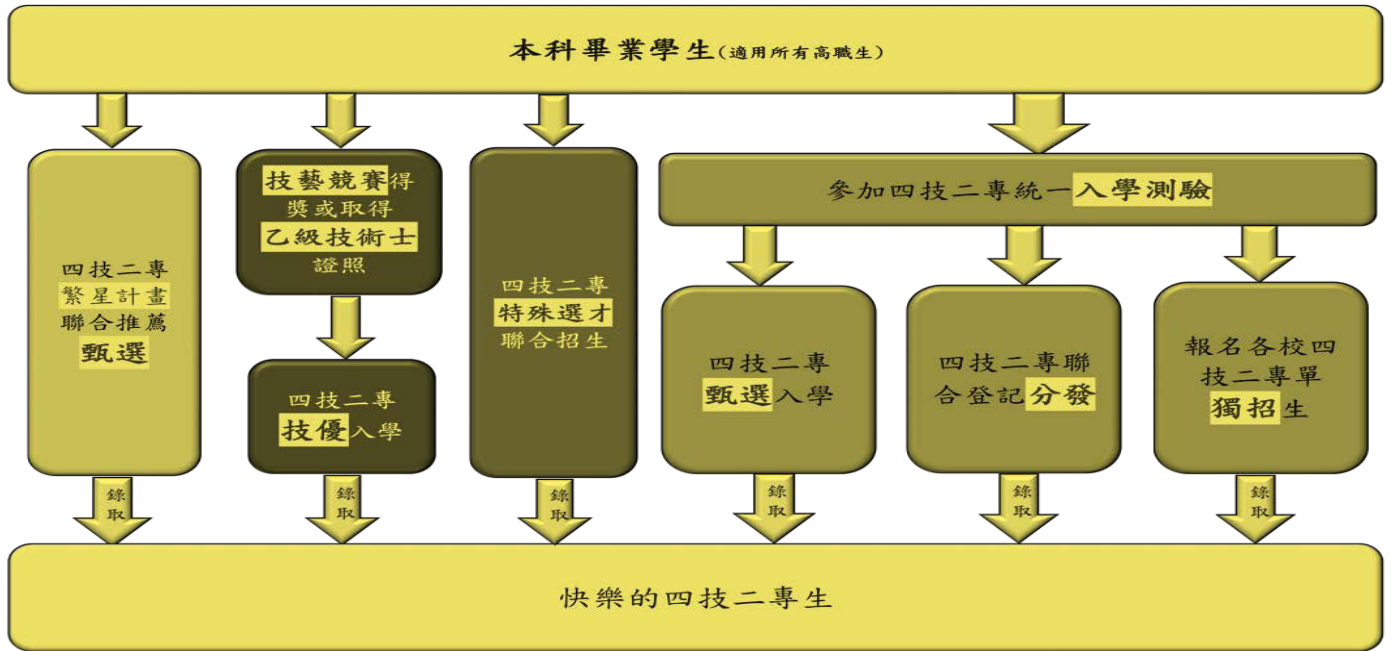 本科畢業學生(適用所有高職生)
四技二專
繁星計畫
聯合推薦
甄選
技藝競賽得
獎或取得
乙級技術士
證照
四技二專
技優入學
四技二專
特殊選才
聯合招生
參加四技二專統一入學測驗
四技二專
甄選入學
四技二專聯
合登記分發
報名各校四
技二專單
獨招生
錄
取
錄
取
錄
取
錄
取
錄
取
錄
取
快樂的四技二專生